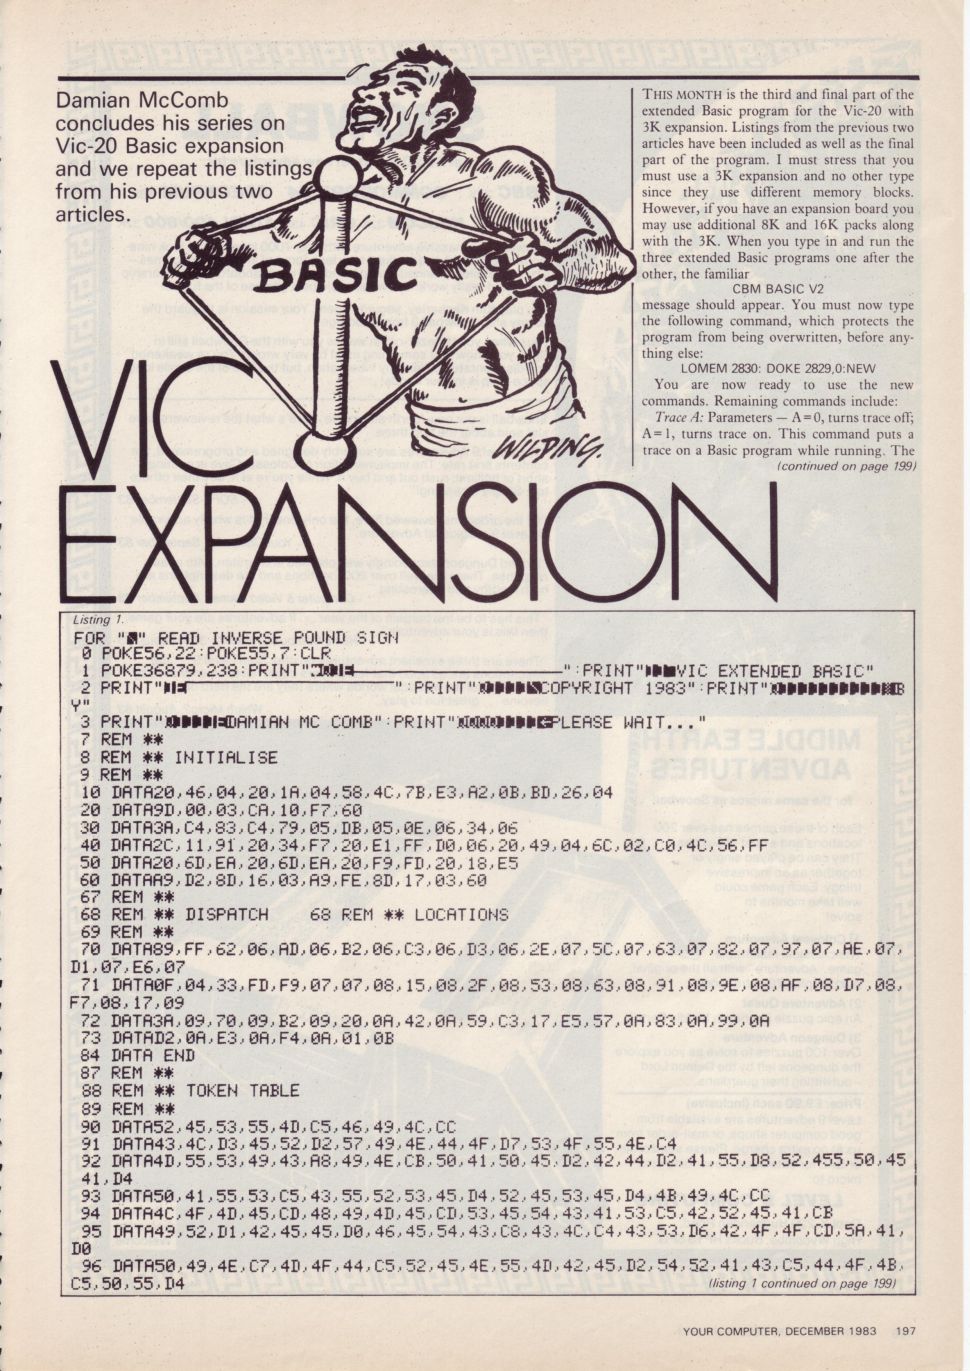 Damian McComb
concludes his series on
Vic-20 Basic expansion
and we repeat the listings
from his previous two
articles.
BASIC
WILDING.
VIC
EXPANSION
THIS MONTH is the third and final part of the
extended Basic program for the Vic-20 with
3K expansion. Listings from the previous two
articles have been included as well as the final
part of the program. I must stress that you
must use a 3K expansion and no other type
since they use different memory blocks.
However, if you have an expansion board you
may use additional 8K and 16K packs along
with the 3K. When you type in and run the
three extended Basic programs one after the
other, the familiar
CBM BASIC V2
message should appear. You must now type
the following command, which protects the
program from being overwritten, before any-
thing else:
LOMEM 2830: DOKE 2829,0:NEW
You are now ready to use the new
commands. Remaining commands include:
Trace A: Parameters — A=0, turns trace off;
A=1, turns trace on. This command puts a
trace on a Basic program while running. The
(continued on page 199)
Listing 1.
FOR "" READ INVERSE POUND SIGN
0 POKE56,22:POKE55,7:CLR
1 POKE36879,238:PRINT"":PRINT"VIC EXTENDED BASIC"
2 PRINT"":PRINT"COPYRIGHT 1983":PRINT"B
Y"
3 PRINT"DAMIAN MC COMB":PRINT"PLEASE WAIT..."
7 REM **
8 REM ** INITIALISE
9 REM **
10 DATA20,46,04,20,1A,04,58,4C,7B,E3,A2,0B,BD,26,04
20 DATA9D,00,03,CA,10,F7,60
30 DATA3A,C4,83,C4,79,05,DB,05,0E,06,34,06
40 DATA2C,11,91,20,34,F7,20,E1,FF,D0,06,20,49,04,6C,02,C0,4C,56,FF
50 DATA20,6D,EA,20,6D,EA,20,F9,FD,20,18,E5
60 DATAA9,D2,8D,16,03,A9,FE,8D,17,03,60
67 REM **
68 REM ** DISPATCH    68 REM ** LOCATIONS
69 REM **
70 DATA89,FF,62,06,AD,06,B2,06,C3,06,D3,06,2E,07,5C,07,63,07,82,07,97,07,AE,07,
D1,07,E6,07
71 DATA0F,04,33,FD,F9,07,07,08,15,08,2F,08,53,08,63,08,91,08,9E,08,AF,08,D7,08,
F7,08,17,09
72 DATA3A,09,70,09,B2,09,20,0A,42,0A,59,C3,17,E5,57,0A,83,0A,99,0A
73 DATAD2,0A,E3,0A,F4,0A,01,0B
84 DATA END
87 REM **
88 REM ** TOKEN TABLE
89 REM **
90 DATA52,45,53,55,4D,C5,46,49,4C,CC
91 DATA43,4C,D3,45,52,D2,57,49,4E,44,4F,D7,53,4F,55,4E,C4
92 DATA4D,55,53,49,43,A8,49,4E,CB,50,41,50,45,D2,42,44,D2,41,55,D8,52,455,50,45
41,D4
93 DATA50,41,55,53,C5,43,55,52,53,45,D4,52,45,53,45,D4,4B,49,4C,CC
94 DATA4C,4F,4D,45,CD,48,49,4D,45,CD,53,45,54,43,41,53,C5,42,52,45,41,CB
95 DATA49,52,D1,42,45,45,D0,46,45,54,43,C8,43,4C,C4,43,53,D6,42,4F,4F,CD,5A,41,
D0
96 DATA50,49,4E,C7,4D,4F,44,C5,52,45,4E,55,4D,42,45,D2,54,52,41,43,C5,44,4F,4B,
C5,50,55,D4
(listing 1 continued on page 199)
YOUR COMPUTER, DECEMBER 1983 197